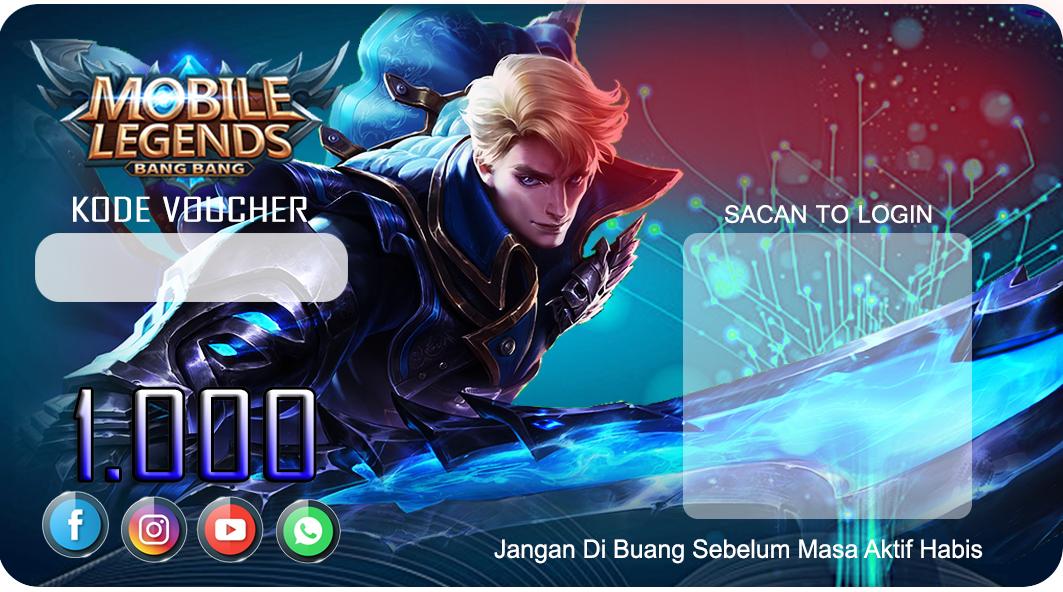 MOBILE
LEGENDS
BANG BANG
KODE VOUCHER
SACAN TO LOGIN
1.000
Jangan Di Buang Sebelum Masa Aktif Habis